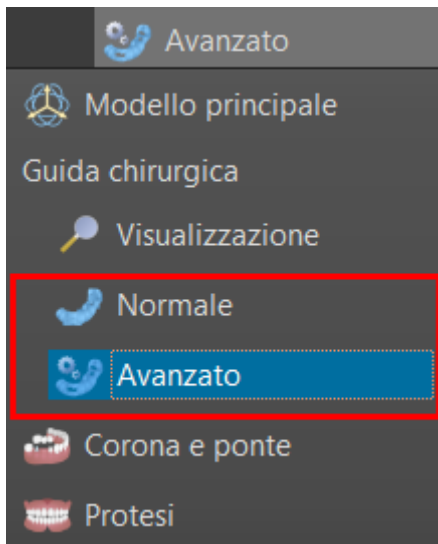 Avanzato
Modello principale
Guida chirurgica
Visualizzazione
Normale
Avanzato
Corona e ponte
Protesi